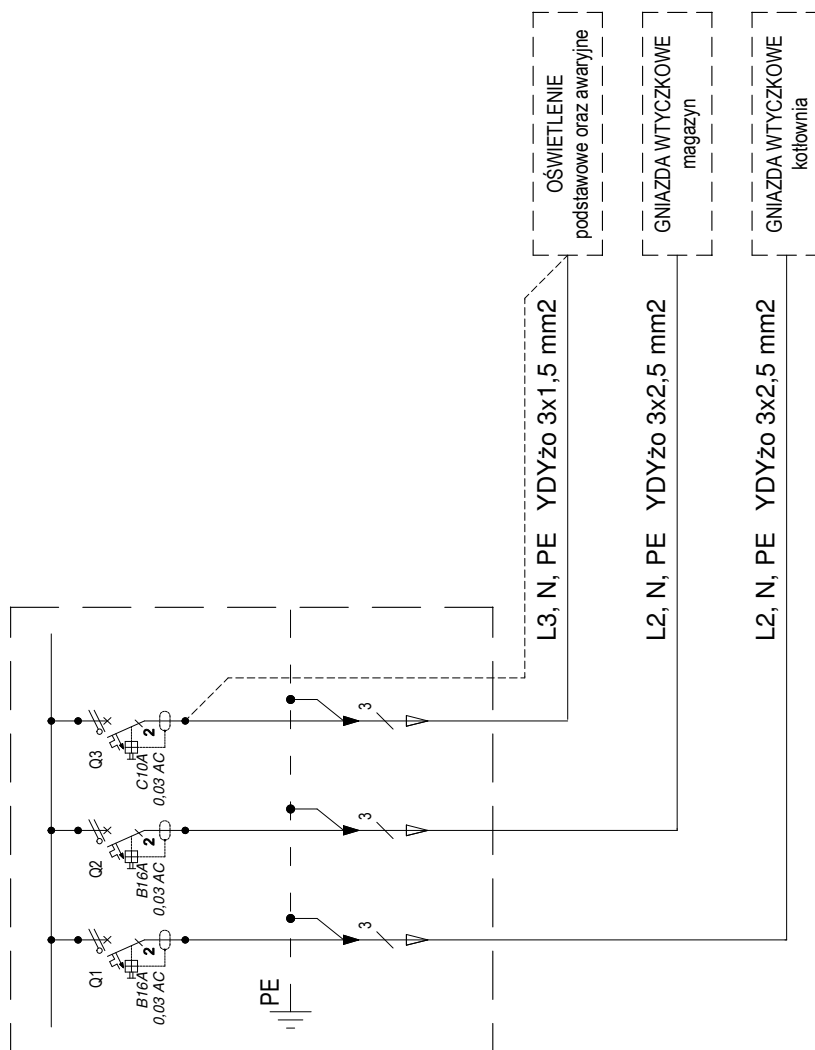 OŚWIETLENIE
podstawowe oraz awaryjne
GNIAZDA WTYCZKOWE
magazyn
GNIAZDA WTYCZKOWE
kotłownia
L3, N, PE YDYżo 3x1,5 mm2
L2, N, PE YDYżo 3x2,5 mm2
L2, N, PE YDYżo 3x2,5 mm2
Q3
2
C10A
0,03 AC
3
Q2
2
B16A
0,03 AC
3
Q1
2
B16A
0,03 AC
3
PE